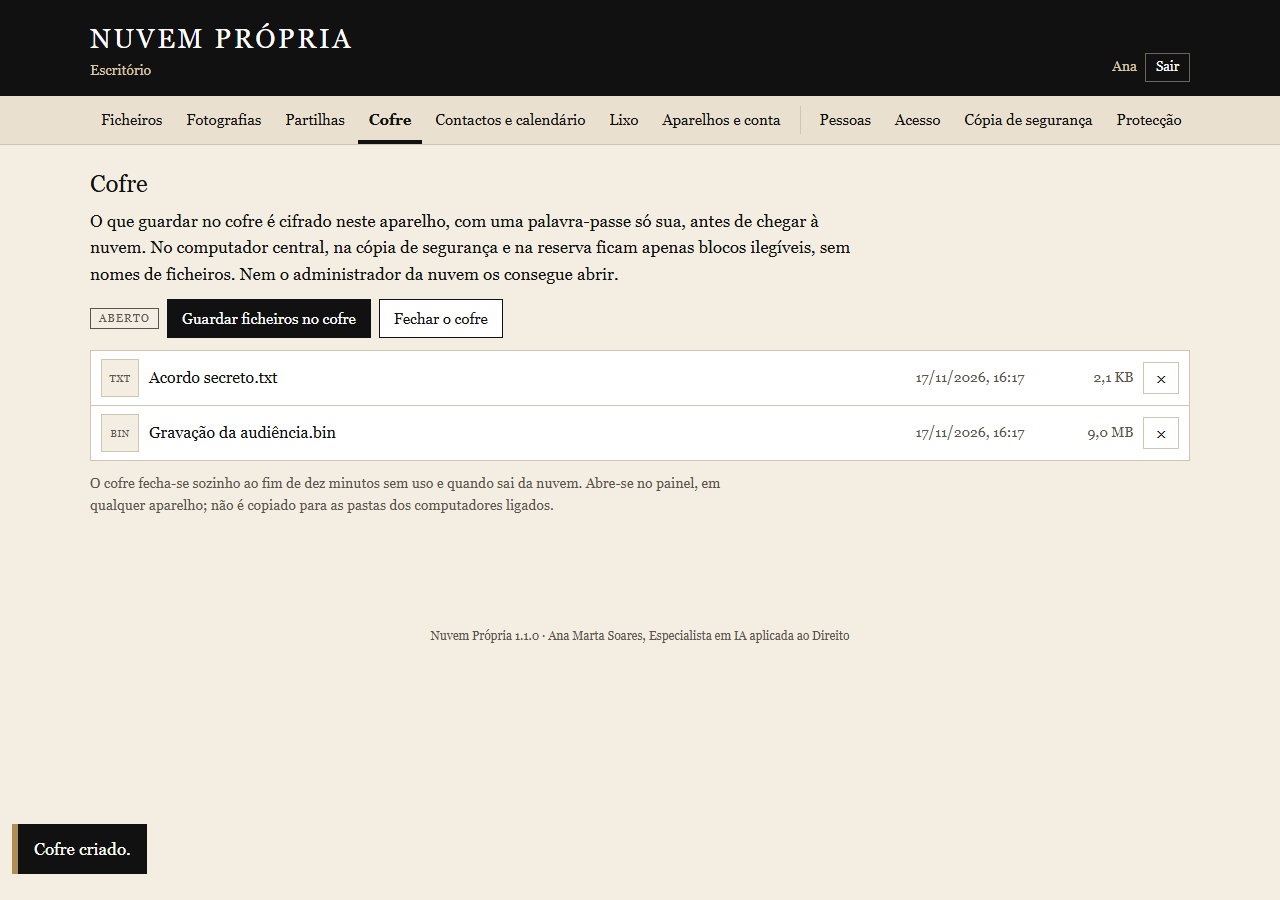 NUVEM PRÓPRIA
Escritório
Ana Sair
Ficheiros Fotografias Partilhas Cofre Contactos e calendário Lixo Aparelhos e conta Pessoas Acesso Cópia de segurança Protecção
Cofre
O que guardar no cofre é cifrado neste aparelho, com uma palavra-passe só sua, antes de chegar à
nuvem. No computador central, na cópia de segurança e na reserva ficam apenas blocos ilegíveis, sem
nomes de ficheiros. Nem o administrador da nuvem os consegue abrir.
ABERTO Guardar ficheiros no cofre Fechar o cofre
TXT Acordo secreto.txt 17/11/2026, 16:17 2,1 KB ×
BIN Gravação da audiência.bin 17/11/2026, 16:17 9,0 MB ×
O cofre fecha-se sozinho ao fim de dez minutos sem uso e quando sai da nuvem. Abre-se no painel, em
qualquer aparelho; não é copiado para as pastas dos computadores ligados.
Nuvem Própria 1.1.0 · Ana Marta Soares, Especialista em IA aplicada ao Direito
Cofre criado.